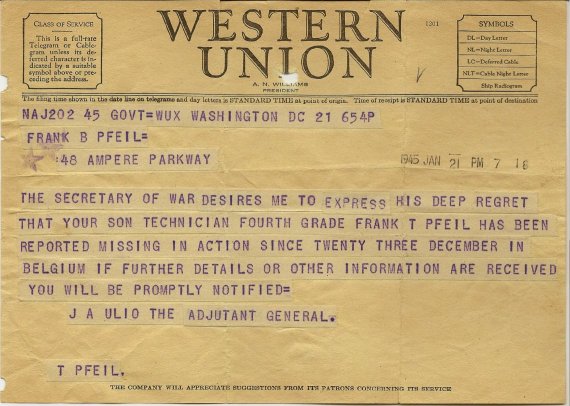 CLASS OF SERVICE
This is a full-rate
Telegram or Cable-
gram unless its de-
ferred character is in-
dicated by a suitable
symbol above or pre-
ceding the address.
WESTERN
UNION
A. N. WILLIAMS
PRESIDENT
1201
SYMBOLS
DL=Day Letter
NL=Night Letter
LC=Deferred Cable
NLT=Cable Night Letter
Ship Radiogram
The filing time shown in the date line on telegrams and day letters is STANDARD TIME at point of origin. Time of receipt is STANDARD TIME at point of destination
NAJ202 45 GOVT=WUX WASHINGTON DC 21 654P
FRANK B PFEIL=
:48 AMPERE PARKWAY
1945 JAN 21 PM 7 16
THE SECRETARY OF WAR DESIRES ME TO EXPRESS HIS DEEP REGRET
THAT YOUR SON TECHNICIAN FOURTH GRADE FRANK T PFEIL HAS BEEN
REPORTED MISSING IN ACTION SINCE TWENTY THREE DECEMBER IN
BELGIUM IF FURTHER DETAILS OR OTHER INFORMATION ARE RECEIVED
YOU WILL BE PROMPTLY NOTIFIED=
J A ULIO THE ADJUTANT GENERAL.
T PFEIL.
THE COMPANY WILL APPRECIATE SUGGESTIONS FROM ITS PATRONS CONCERNING ITS SERVICE